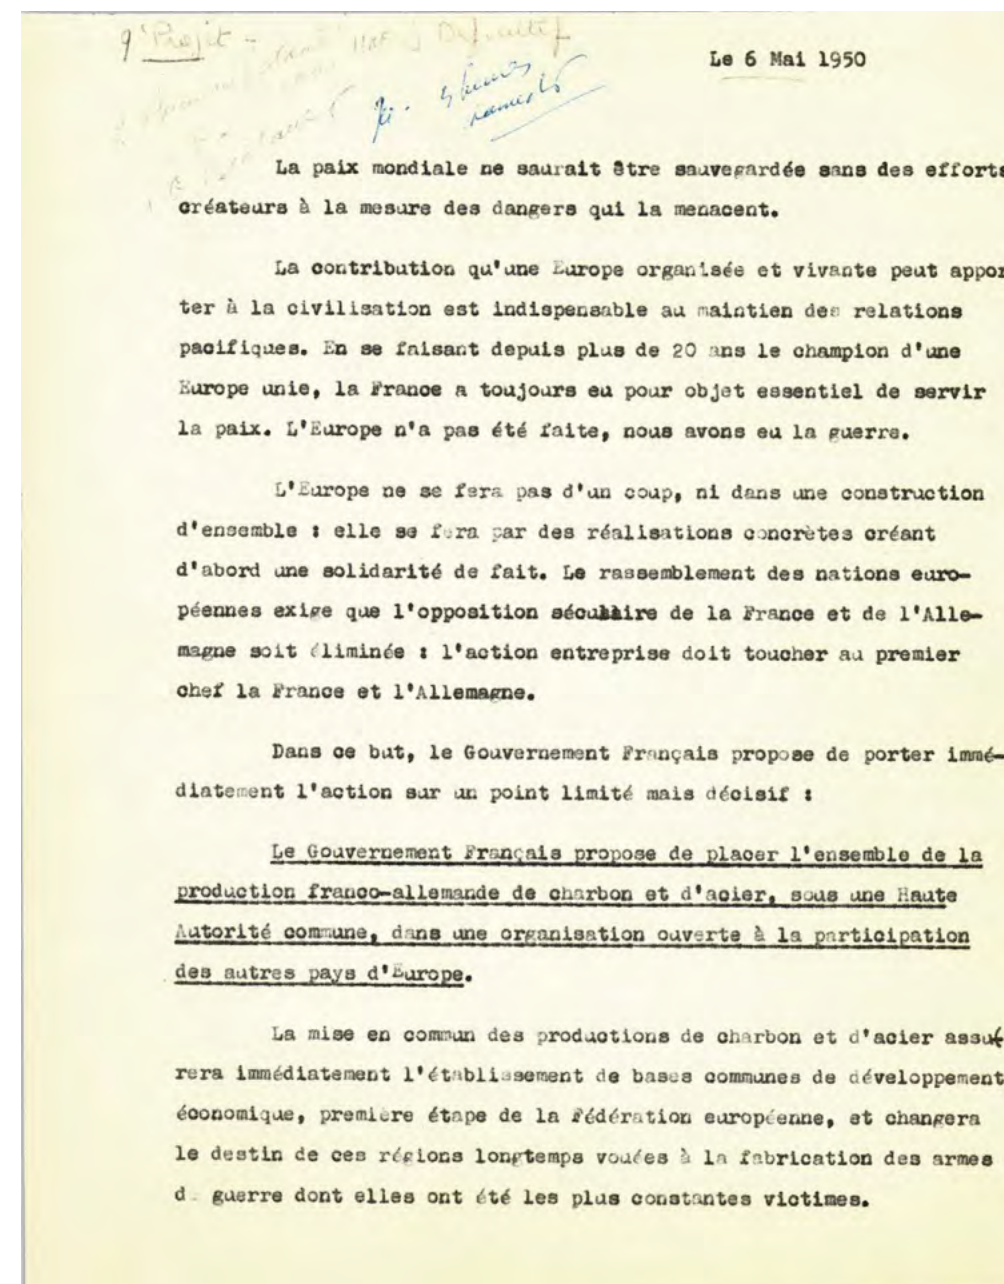 9e Projet - Définitif
Le 6 Mai 1950
samedi
La paix mondiale ne saurait être sauvegardée sans des efforts
créateurs à la mesure des dangers qui la menacent.
La contribution qu'une Europe organisée et vivante peut appor
ter à la civilisation est indispensable au maintien des relations
pacifiques. En se faisant depuis plus de 20 ans le champion d'une
Europe unie, la France a toujours eu pour objet essentiel de servir
la paix. L'Europe n'a pas été faite, nous avons eu la guerre.
L'Europe ne se fera pas d'un coup, ni dans une construction
d'ensemble : elle se fera par des réalisations concrètes créant
d'abord une solidarité de fait. Le rassemblement des nations euro-
péennes exige que l'opposition séculaire de la France et de l'Alle-
magne soit éliminée : l'action entreprise doit toucher au premier
chef la France et l'Allemagne.
Dans ce but, le Gouvernement Français propose de porter immé-
diatement l'action sur un point limité mais décisif :
Le Gouvernement Français propose de placer l'ensemble de la
production franco-allemande de charbon et d'acier, sous une Haute
Autorité commune, dans une organisation ouverte à la participation
des autres pays d'Europe.
La mise en commun des productions de charbon et d'acier assu
rera immédiatement l'établissement de bases communes de développement
économique, première étape de la Fédération européenne, et changera
le destin de ces régions longtemps vouées à la fabrication des armes
de guerre dont elles ont été les plus constantes victimes.